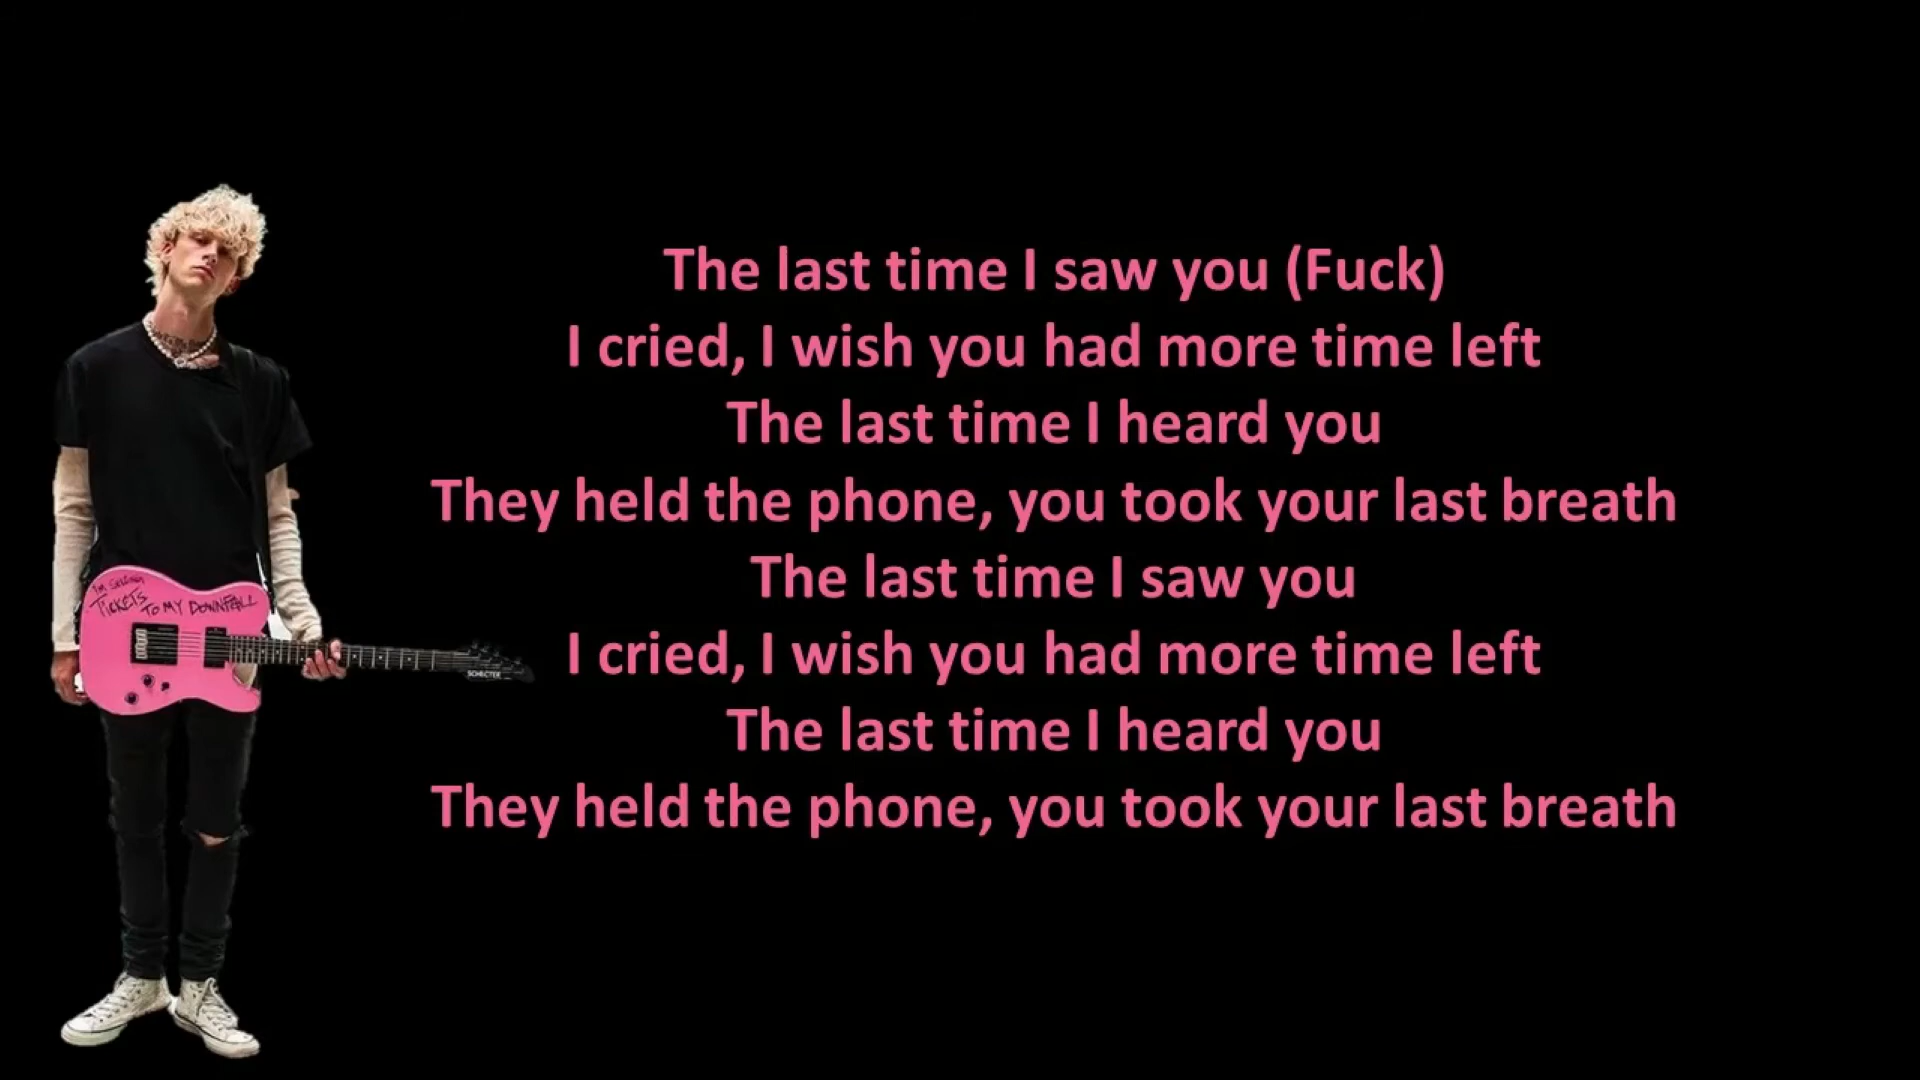 The last time I saw you (Fuck)
I cried, I wish you had more time left
The last time I heard you
They held the phone, you took your last breath
The last time I saw you
I cried, I wish you had more time left
The last time I heard you
They held the phone, you took your last breath
I'M SELLING
TICKETS
TO MY DOWNFALL
SCHECTER